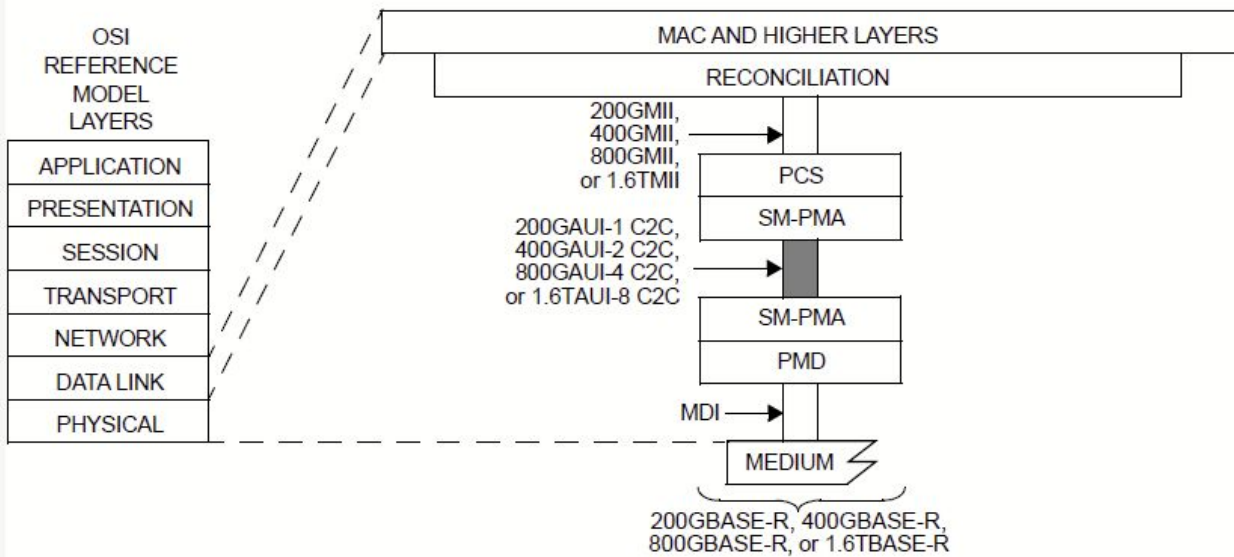 OSI
REFERENCE
MODEL
LAYERS
APPLICATION
PRESENTATION
SESSION
TRANSPORT
NETWORK
DATA LINK
PHYSICAL
MAC AND HIGHER LAYERS
RECONCILIATION
200GMII,
400GMII,
800GMII,
or 1.6TMII
PCS
SM-PMA
200GAUI-1 C2C,
400GAUI-2 C2C,
800GAUI-4 C2C,
or 1.6TAUI-8 C2C
SM-PMA
PMD
MDI
MEDIUM
200GBASE-R, 400GBASE-R,
800GBASE-R, or 1.6TBASE-R